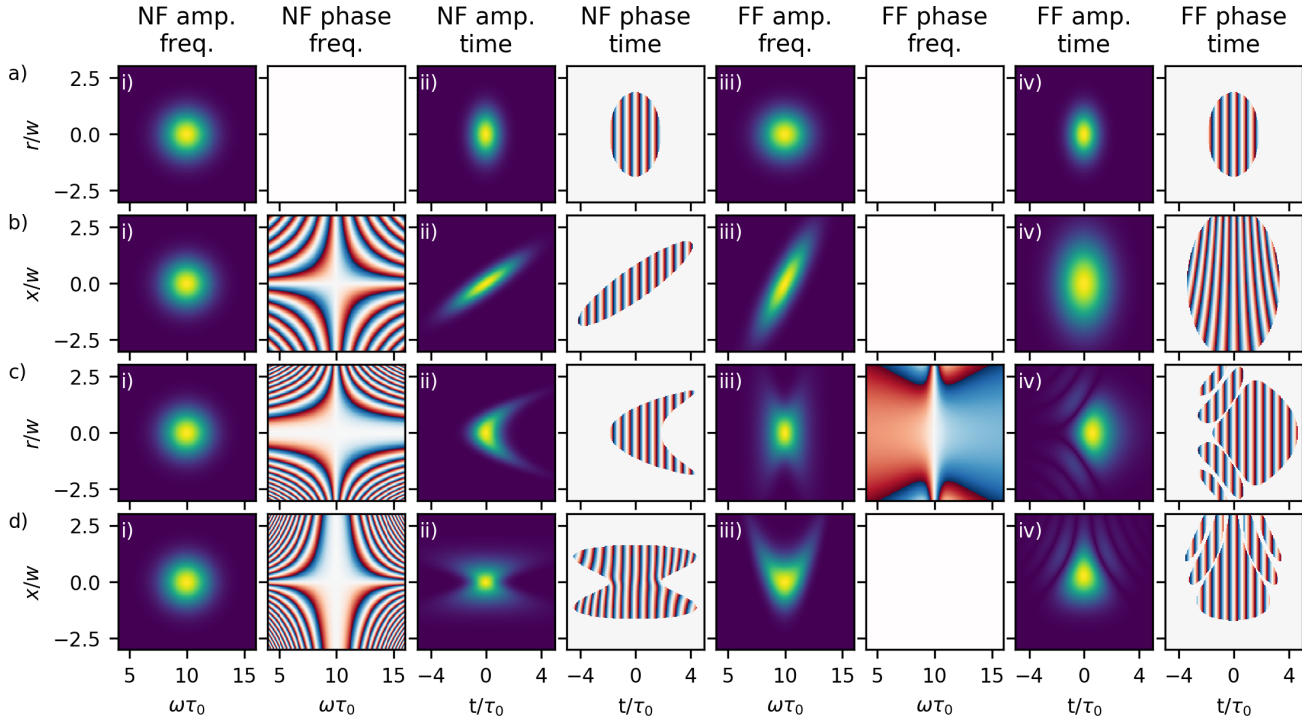 NF amp. NF phase NF amp. NF phase FF amp. FF phase FF amp. FF phase
freq. freq. time time freq. freq. time time
a) i) ii) iii) iv)
r/w 2.5 0.0 −2.5
b) i) ii) iii) iv)
x/w 2.5 0.0 −2.5
c) i) ii) iii) iv)
r/w 2.5 0.0 −2.5
d) i) ii) iii) iv)
x/w 2.5 0.0 −2.5
5 10 15 5 10 15 −4 0 4 −4 0 4 5 10 15 5 10 15 −4 0 4 −4 0 4
ωτ₀ ωτ₀ t/τ₀ t/τ₀ ωτ₀ ωτ₀ t/τ₀ t/τ₀